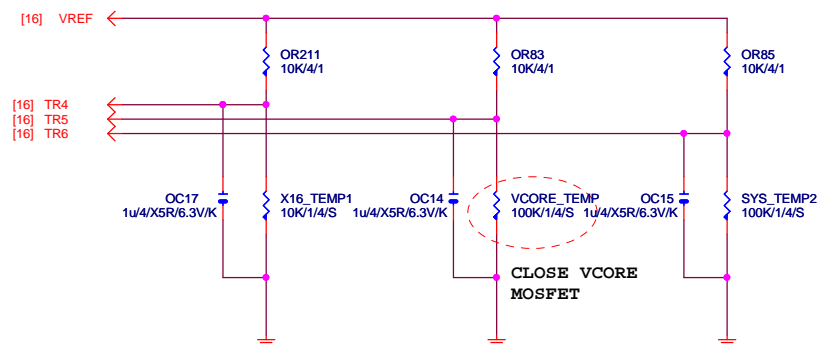 [16] VREF
OR211
10K/4/1
OR83
10K/4/1
OR85
10K/4/1
[16] TR4
[16] TR5
[16] TR6
OC17
1u/4/X5R/6.3V/K
X16_TEMP1
10K/1/4/S
OC14
1u/4/X5R/6.3V/K
VCORE_TEMP
100K/1/4/S
OC15
1u/4/X5R/6.3V/K
SYS_TEMP2
100K/1/4/S
CLOSE VCORE
MOSFET